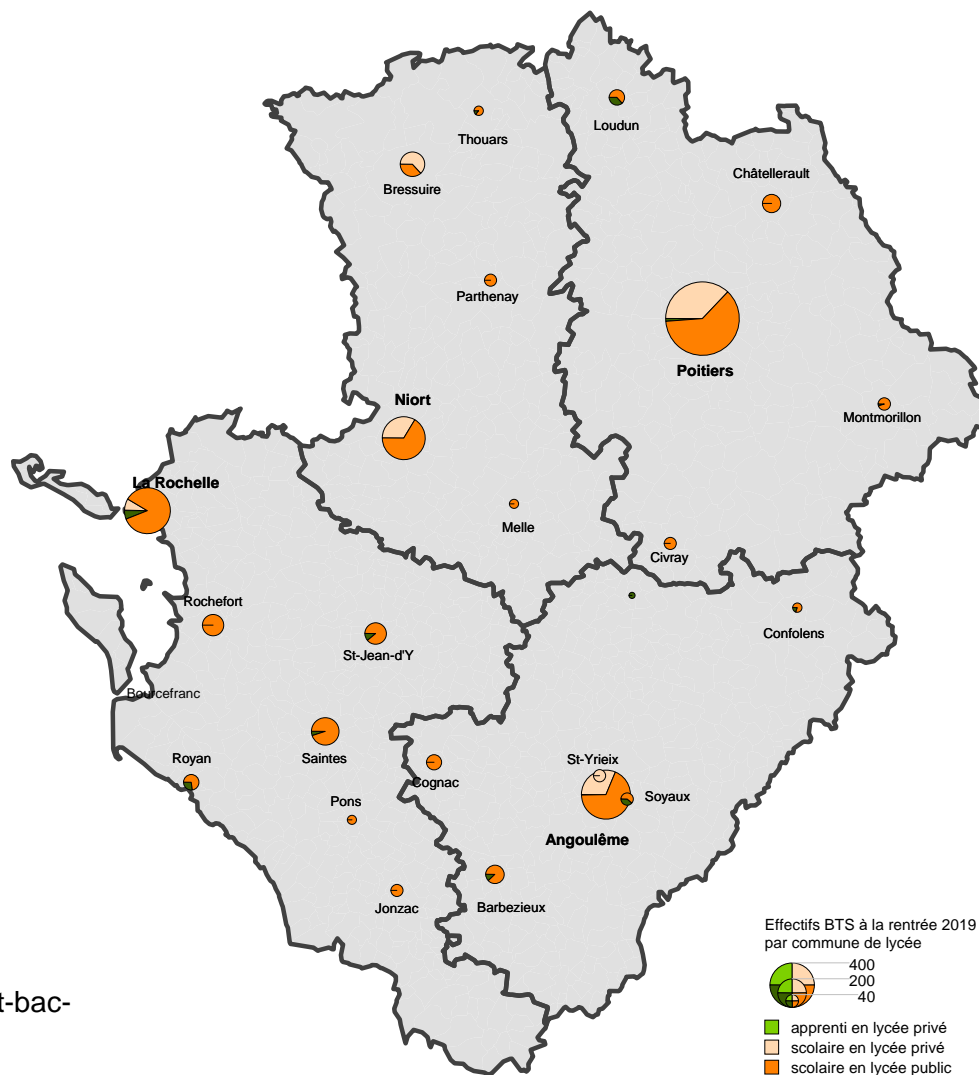 Thouars
Loudun
Bressuire
Châtellerault
Parthenay
Poitiers
Niort
Montmorillon
La Rochelle
Melle
Civray
Rochefort
St-Jean-d'Y
Confolens
Bourcefranc
Royan
Saintes
Cognac
St-Yrieix
Soyaux
Pons
Angoulême
Jonzac
Barbezieux
t-bac-
Effectifs BTS à la rentrée 2019
par commune de lycée
400
200
40
apprenti en lycée privé
scolaire en lycée privé
scolaire en lycée public